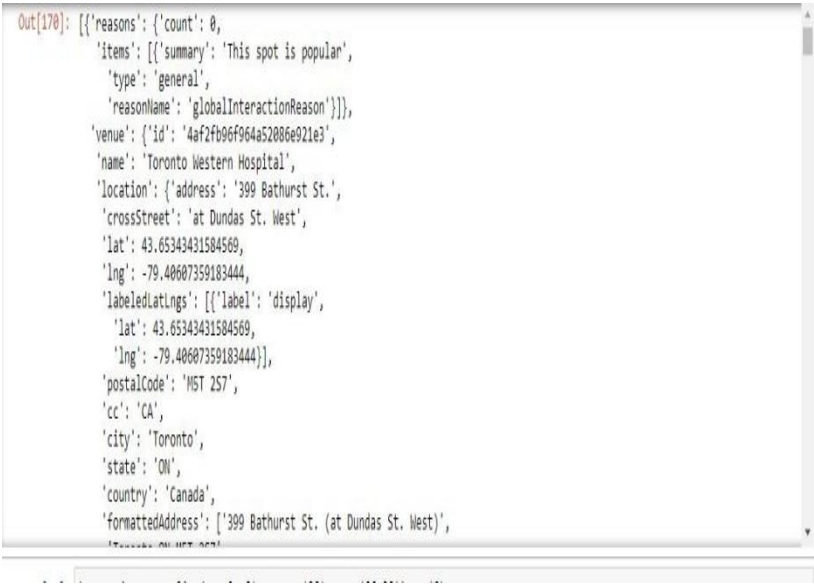 Out[170]: [{'reasons': {'count': 0,
'items': [{'summary': 'This spot is popular',
'type': 'general',
'reasonName': 'globalInteractionReason'}]},
'venue': {'id': '4af2fb96f964a52086e921e3',
'name': 'Toronto Western Hospital',
'location': {'address': '399 Bathurst St.',
'crossStreet': 'at Dundas St. West',
'lat': 43.65343431584569,
'lng': -79.40607359183444,
'labeledLatLngs': [{'label': 'display',
'lat': 43.65343431584569,
'lng': -79.40607359183444}],
'postalCode': 'M5T 2S7',
'cc': 'CA',
'city': 'Toronto',
'state': 'ON',
'country': 'Canada',
'formattedAddress': ['399 Bathurst St. (at Dundas St. West)',